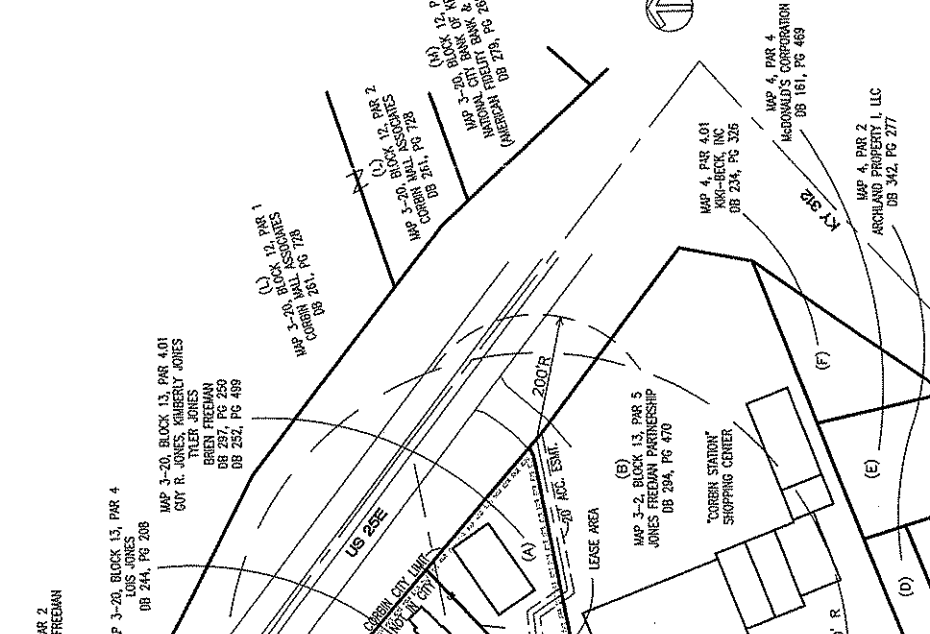 AR 2
FREEMAN
P 3-20, BLOCK 13, PAR 4
LOIS JONES
DB 244, PG 208
MAP 3-20, BLOCK 13, PAR 4.01
GUY R. JONES, KIMBERLY JONES
TYLER JONES
BRIEN FREEMAN
DB 297, PG 250
DB 252, PG 499
(L)
MAP 3-20, BLOCK 12, PAR 1
CORBIN MALL ASSOCIATES
DB 261, PG 728
(L)
MAP 3-20, BLOCK 12, PAR 2
CORBIN MALL ASSOCIATES
DB 261, PG 728
(H)
MAP 3-20, BLOCK 12, P
NATIONAL CITY BANK OF
(AMERICAN FIDELITY BANK &
DB 279, PG
MAP 4, PAR 4
McDONALD'S CORPORATION
DB 161, PG 469
MAP 4, PAR 4.01
KIKI-BECK, INC
DB 234, PG 326
MAP 4, PAR 2
ARCHLAND PROPERTY I, LLC
DB 342, PG 277
KY 312
US 25E
200'R
CORBIN CITY LIMIT
NOT IN CITY
20' ACC. ESMT.
LEASE AREA
(A)
(B)
MAP 3-2, BLOCK 13, PAR 5
JONES FREEMAN PARTNERSHIP
DB 294, PG 470
"CORBIN STATION"
SHOPPING CENTER
(F)
(E)
(D)
' R